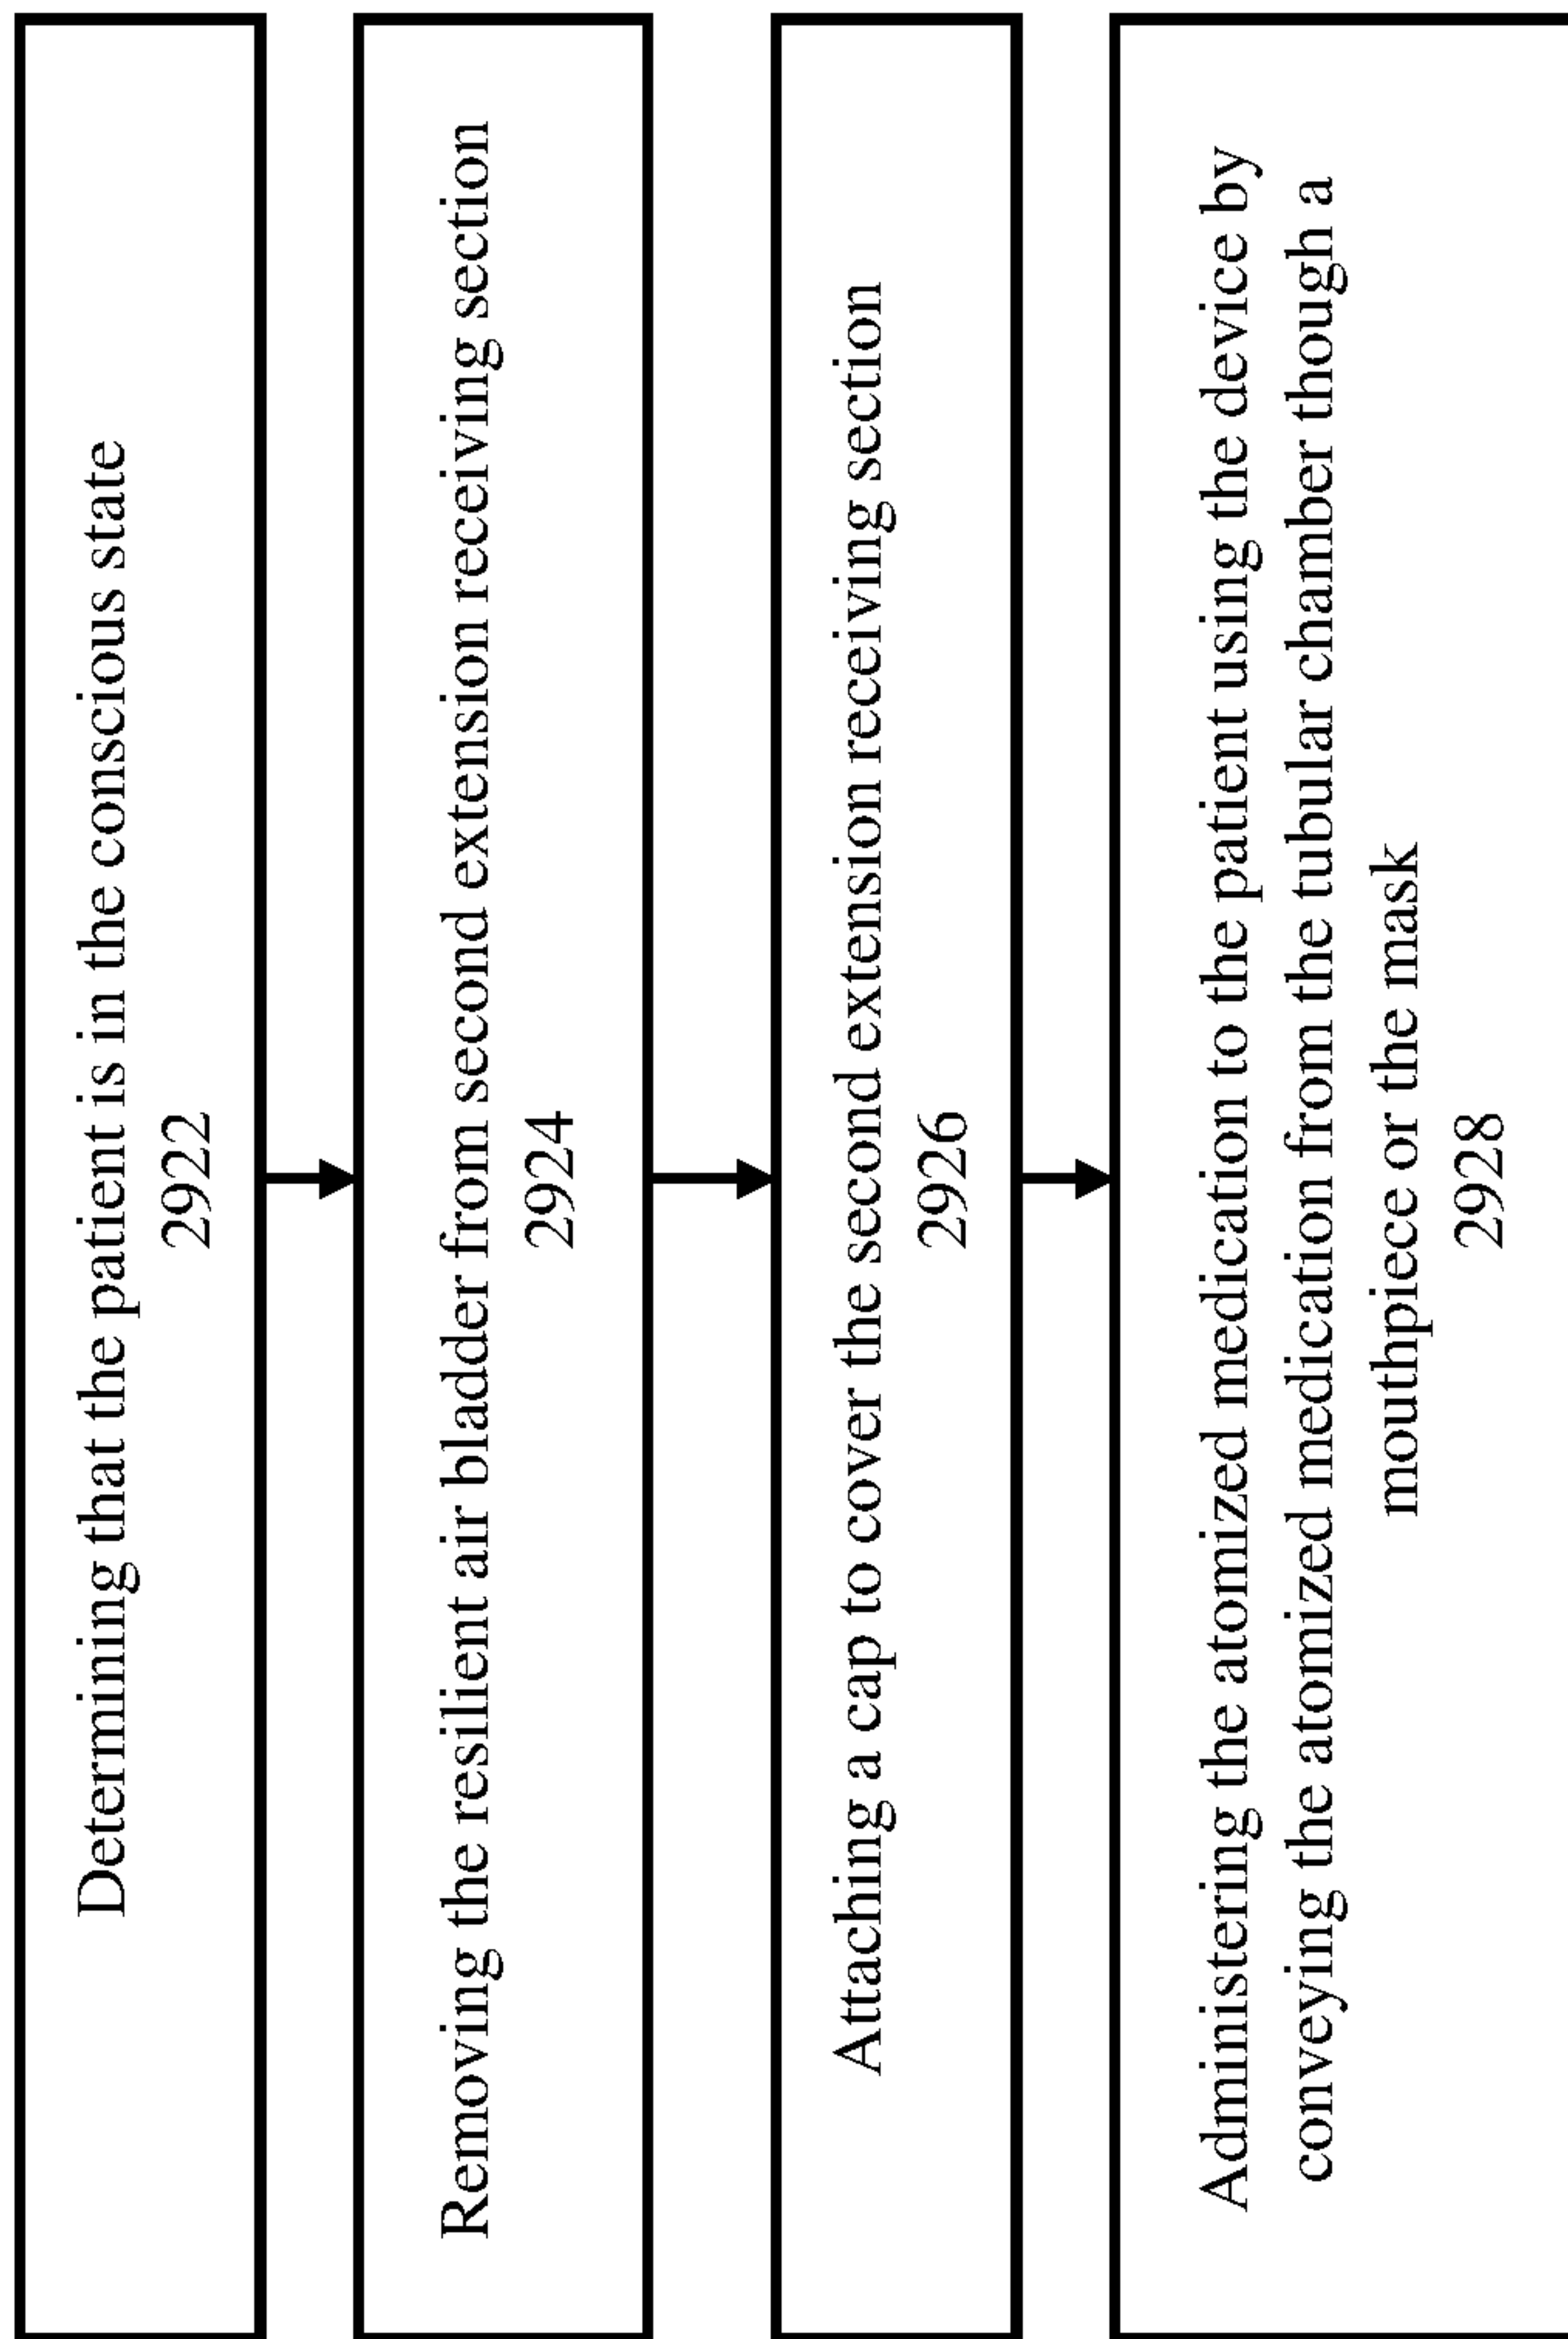 Determining that the patient is in the conscious state
2922
Removing the resilient air bladder from second extension receiving section
2924
Attaching a cap to cover the second extension receiving section
2926
Administering the atomized medication to the patient using the device by
conveying the atomized medication from the tubular chamber though a
mouthpiece or the mask
2928